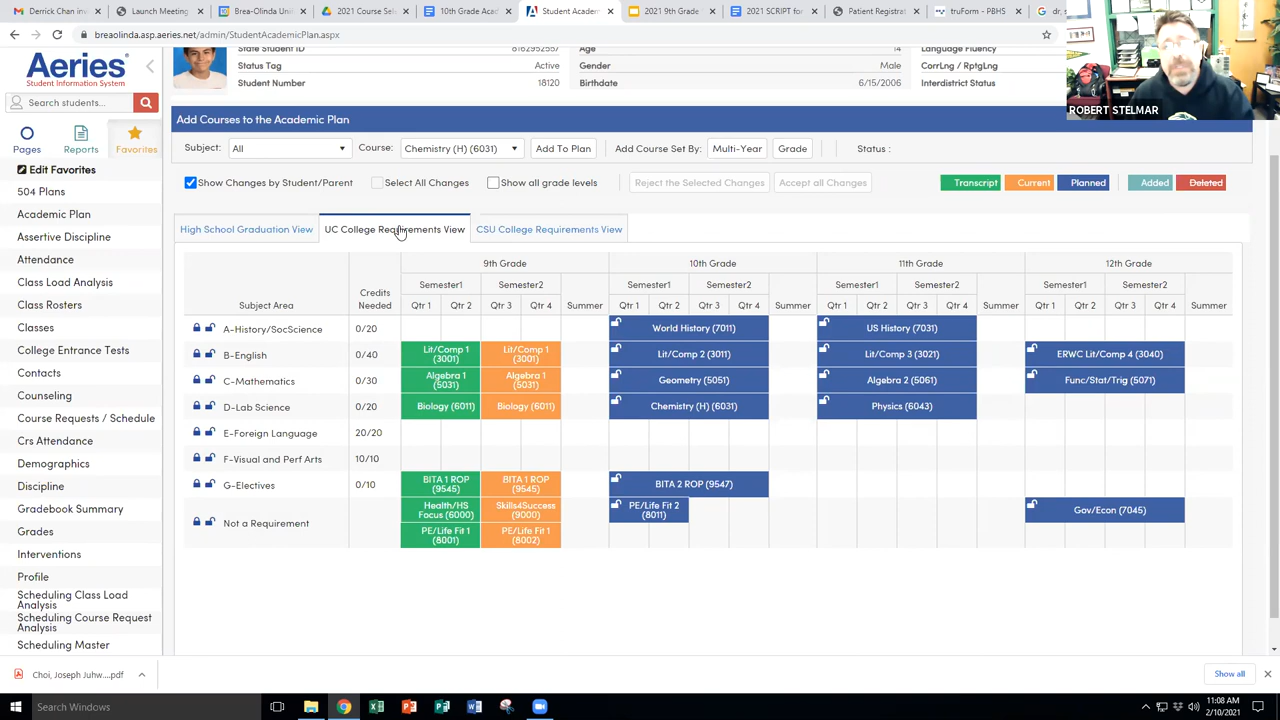 Derrick Chan inv
Launch Meeting
Brea-Olinda Uni
2021 Course Sel
10th Grade Acad
Student Academ
2021 9th Grade
2021 SCRIPT for
Patient Registrat
truForm - PBHS
breaolinda.asp.aeries.net/admin/StudentAcademicPlan.aspx
Aeries
Student Information System
Search students...
Pages Reports Favorites
Edit Favorites
504 Plans
Academic Plan
Assertive Discipline
Attendance
Class Load Analysis
Class Rosters
Classes
College Entrance Tests
Contacts
Counseling
Course Requests / Schedule
Crs Attendance
Demographics
Discipline
Gradebook Summary
Grades
Interventions
Profile
Scheduling Class Load
Analysis
Scheduling Course Request
Analysis
Scheduling Master
State Student ID 8162952557 Age 14 Language Fluency
Status Tag Active Gender Male CorrLng / RptgLng
Student Number 18120 Birthdate 6/15/2006 Interdistrict Status
ROBERT STELMAR
Add Courses to the Academic Plan
Subject: All Course: Chemistry (H) (6031) Add To Plan Add Course Set By: Multi-Year Grade Status :
Show Changes by Student/Parent Select All Changes Show all grade levels Reject the Selected Changes Accept all Changes Transcript Current Planned Added Deleted
High School Graduation View UC College Requirements View CSU College Requirements View
9th Grade 10th Grade 11th Grade 12th Grade
Semester1 Semester2 Semester1 Semester2 Semester1 Semester2 Semester1 Semester2
Subject Area Credits
Needed Qtr 1 Qtr 2 Qtr 3 Qtr 4 Summer Qtr 1 Qtr 2 Qtr 3 Qtr 4 Summer Qtr 1 Qtr 2 Qtr 3 Qtr 4 Summer Qtr 1 Qtr 2 Qtr 3 Qtr 4 Summer
A-History/SocScience 0/20 World History (7011) US History (7031)
B-English 0/40 Lit/Comp 1
(3001) Lit/Comp 1
(3001) Lit/Comp 2 (3011) Lit/Comp 3 (3021) ERWC Lit/Comp 4 (3040)
C-Mathematics 0/30 Algebra 1
(5031) Algebra 1
(5031) Geometry (5051) Algebra 2 (5061) Func/Stat/Trig (5071)
D-Lab Science 0/20 Biology (6011) Biology (6011) Chemistry (H) (6031) Physics (6043)
E-Foreign Language 20/20
F-Visual and Perf Arts 10/10
G-Electives 0/10 BITA 1 ROP
(9545) BITA 1 ROP
(9545) BITA 2 ROP (9547)
Not a Requirement Health/HS
Focus (6000) Skills4Success
(9000) PE/Life Fit 2
(8011) Gov/Econ (7045)
PE/Life Fit 1
(8001) PE/Life Fit 1
(8002)
Choi, Joseph Juhw....pdf
Show all
Search Windows
11:08 AM
2/10/2021